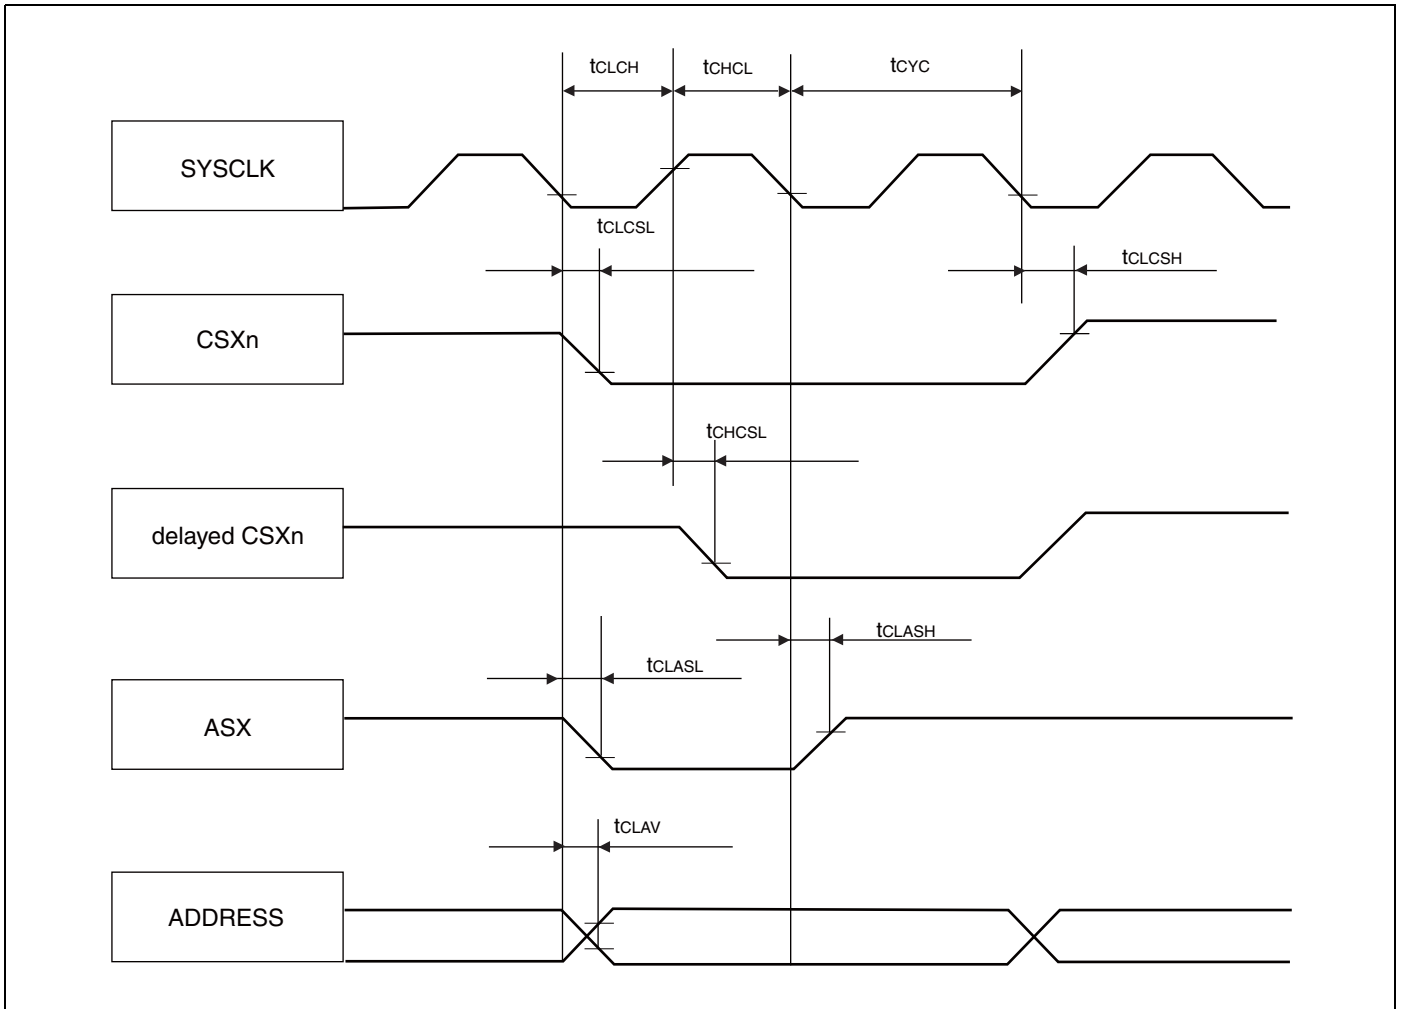 tCLCH
tCHCL
tCYC
SYSCLK
tCLCSL
tCLCSH
CSXn
tCHCSL
delayed CSXn
tCLASH
tCLASL
ASX
tCLAV
ADDRESS